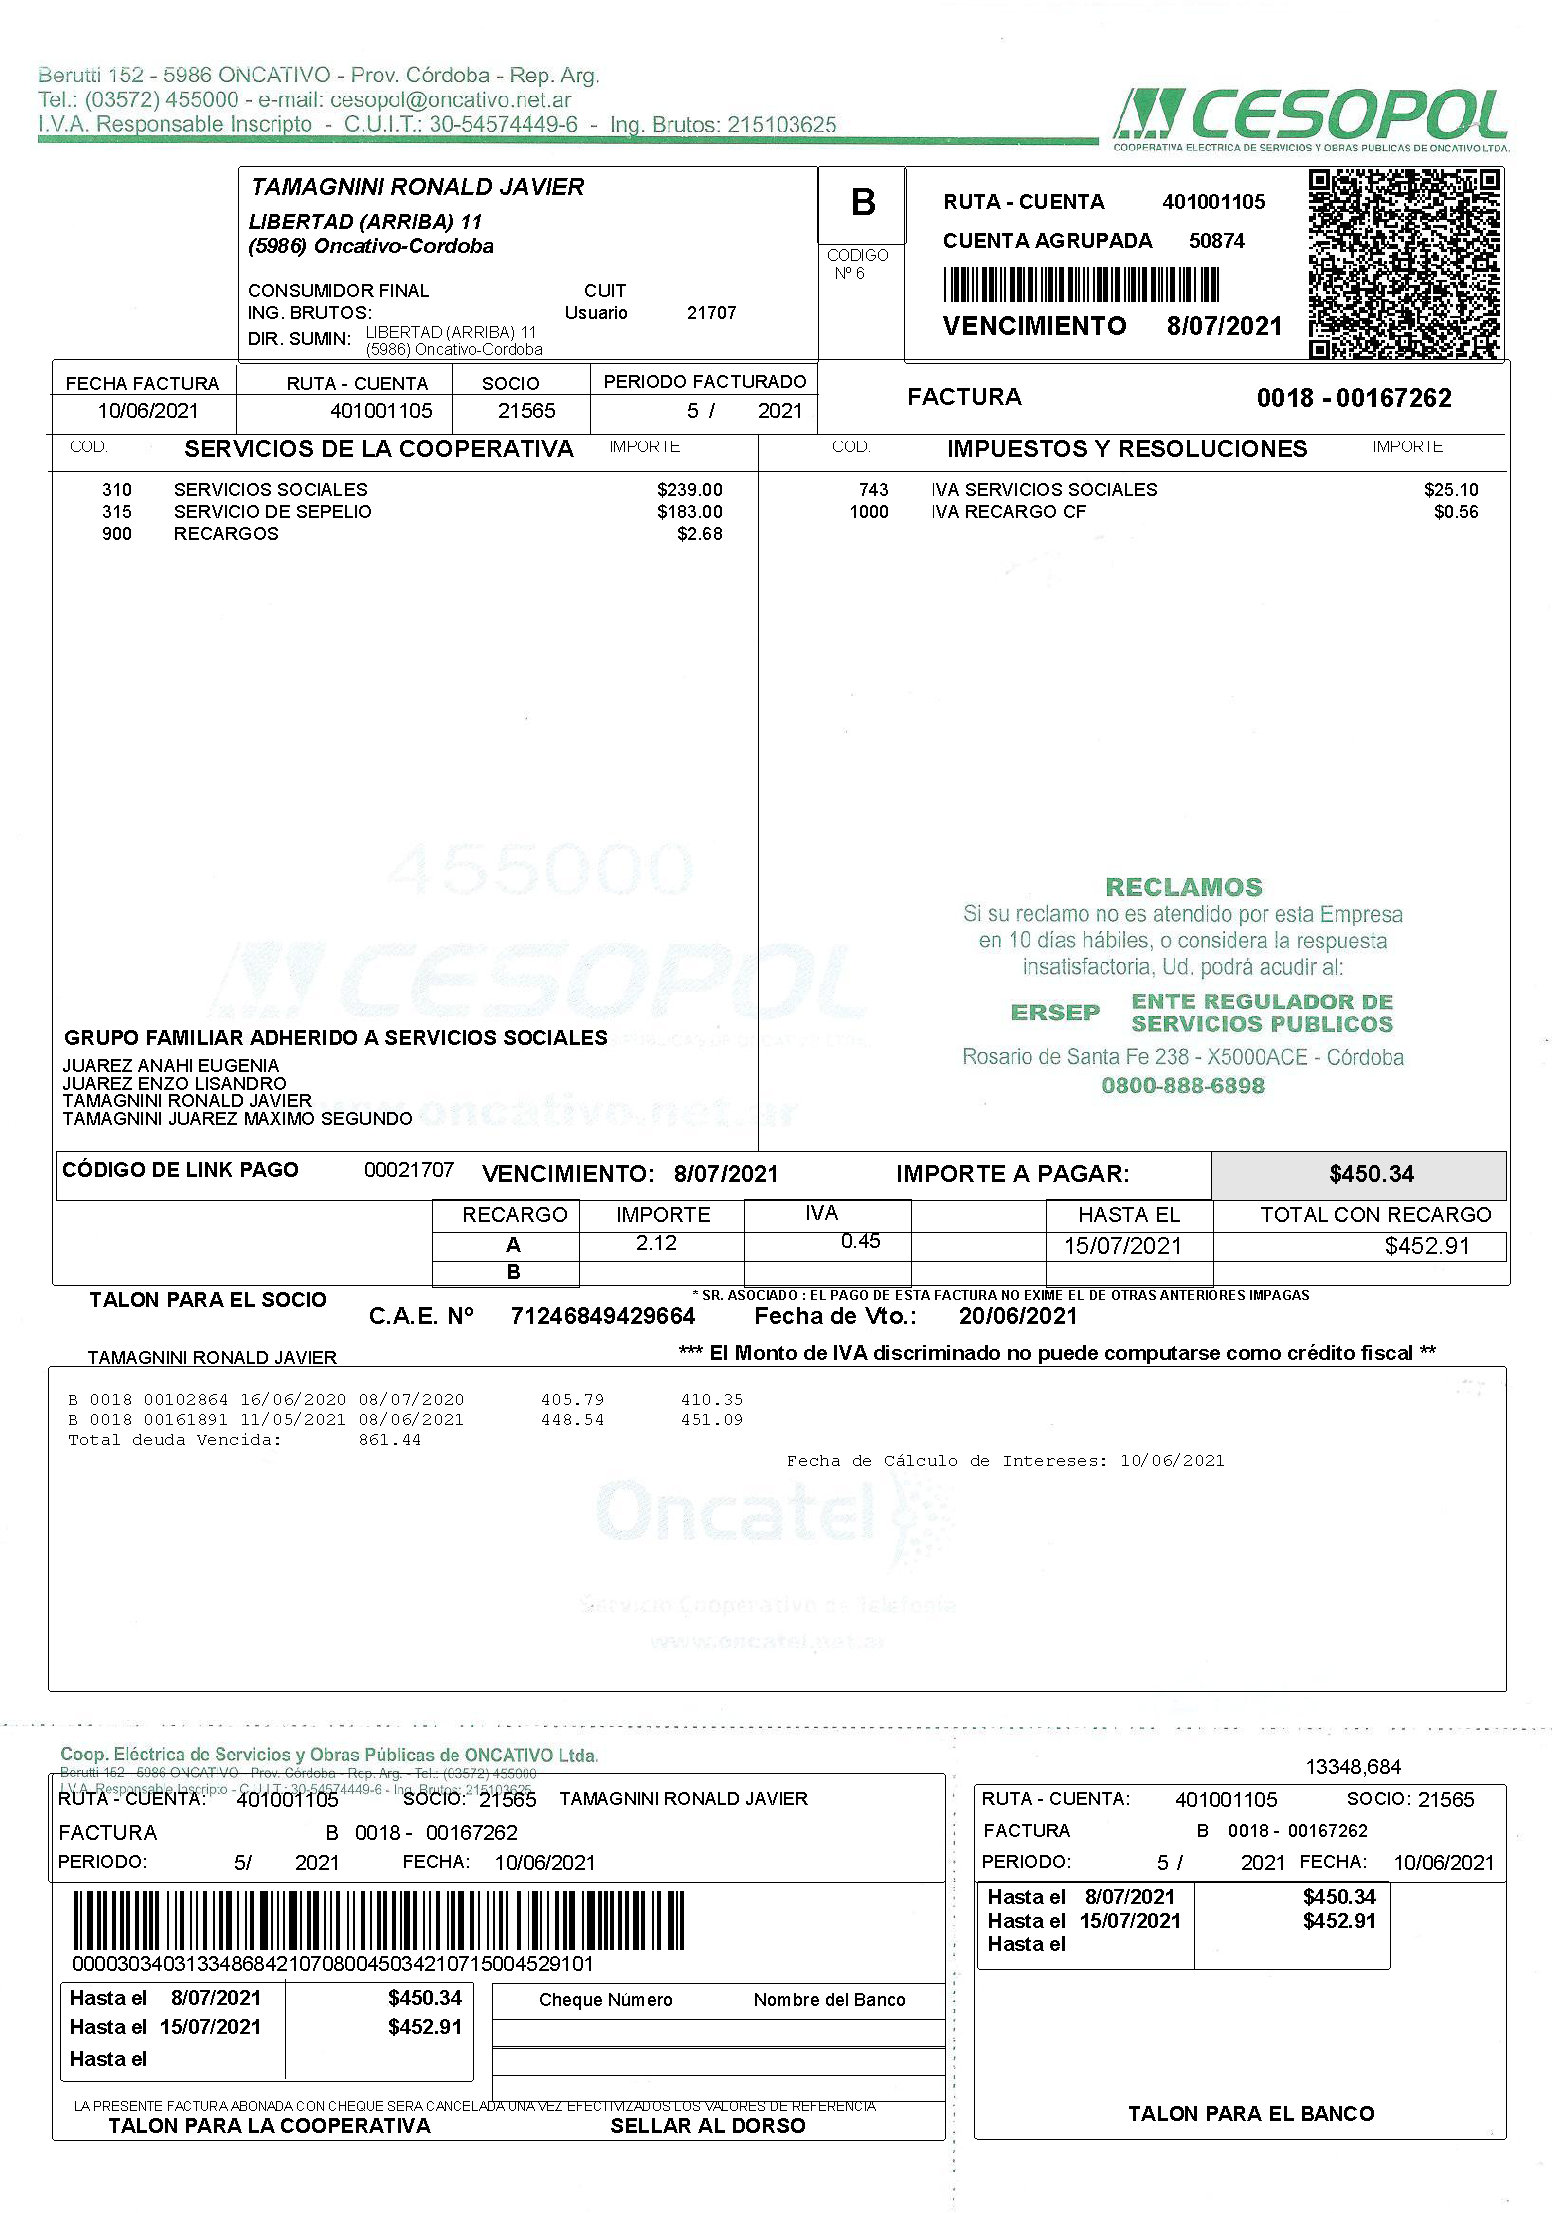 Berutti 152 - 5986 ONCATIVO - Prov. Córdoba - Rep. Arg.
Tel.: (03572) 455000 - e-mail: cesopol@oncativo.net.ar
I.V.A. Responsable Inscripto - C.U.I.T.: 30-54574449-6 - Ing. Brutos: 215103625
CESOPOL
COOPERATIVA ELECTRICA DE SERVICIOS Y OBRAS PUBLICAS DE ONCATIVO LTDA.
TAMAGNINI RONALD JAVIER
LIBERTAD (ARRIBA) 11
(5986) Oncativo-Cordoba
CONSUMIDOR FINAL CUIT
ING. BRUTOS: Usuario 21707
DIR. SUMIN: LIBERTAD (ARRIBA) 11
(5986) Oncativo-Cordoba
B
CODIGO
Nº 6
RUTA - CUENTA 401001105
CUENTA AGRUPADA 50874
VENCIMIENTO 8/07/2021
FECHA FACTURA RUTA - CUENTA SOCIO PERIODO FACTURADO
10/06/2021 401001105 21565 5 / 2021
FACTURA 0018 - 00167262
COD. SERVICIOS DE LA COOPERATIVA IMPORTE
310 SERVICIOS SOCIALES $239.00
315 SERVICIO DE SEPELIO $183.00
900 RECARGOS $2.68
COD. IMPUESTOS Y RESOLUCIONES IMPORTE
743 IVA SERVICIOS SOCIALES $25.10
1000 IVA RECARGO CF $0.56
455000
CESOPOL
RECLAMOS
Si su reclamo no es atendido por esta Empresa
en 10 días hábiles, o considera la respuesta
insatisfactoria, Ud. podrá acudir al:
ERSEP ENTE REGULADOR DE
SERVICIOS PUBLICOS
Rosario de Santa Fe 238 - X5000ACE - Córdoba
0800-888-6898
GRUPO FAMILIAR ADHERIDO A SERVICIOS SOCIALES
JUAREZ ANAHI EUGENIA
JUAREZ ENZO LISANDRO
TAMAGNINI RONALD JAVIER
TAMAGNINI JUAREZ MAXIMO SEGUNDO
www.oncativo.net.ar
CÓDIGO DE LINK PAGO 00021707 VENCIMIENTO: 8/07/2021 IMPORTE A PAGAR: $450.34
RECARGO IMPORTE IVA HASTA EL TOTAL CON RECARGO
A 2.12 0.45 15/07/2021 $452.91
B
TALON PARA EL SOCIO
* SR. ASOCIADO : EL PAGO DE ESTA FACTURA NO EXIME EL DE OTRAS ANTERIORES IMPAGAS
C.A.E. Nº 71246849429664 Fecha de Vto.: 20/06/2021
TAMAGNINI RONALD JAVIER
*** El Monto de IVA discriminado no puede computarse como crédito fiscal **
B 0018 00102864 16/06/2020 08/07/2020 405.79 410.35
B 0018 00161891 11/05/2021 08/06/2021 448.54 451.09
Total deuda Vencida: 861.44
Fecha de Cálculo de Intereses: 10/06/2021
Oncatel
Servicio Cooperativo de Telefonía
www.oncatel.net.ar
Coop. Eléctrica de Servicios y Obras Públicas de ONCATIVO Ltda.
Berutti 152 - 5986 ONCATIVO - Prov. Córdoba - Rep. Arg. - Tel.: (03572) 455000
I.V.A. Responsable Inscripto - C.U.I.T.: 30-54574449-6 - Ing. Brutos: 215103625
RUTA - CUENTA: 401001105 SOCIO: 21565 TAMAGNINI RONALD JAVIER
FACTURA B 0018 - 00167262
PERIODO: 5/ 2021 FECHA: 10/06/2021
00003034031334868421070800450342107150045291​01
Hasta el 8/07/2021 $450.34
Hasta el 15/07/2021 $452.91
Hasta el
Cheque Número Nombre del Banco
LA PRESENTE FACTURA ABONADA CON CHEQUE SERA CANCELADA UNA VEZ EFECTIVIZADOS LOS VALORES DE REFERENCIA
TALON PARA LA COOPERATIVA SELLAR AL DORSO
13348,684
RUTA - CUENTA: 401001105 SOCIO: 21565
FACTURA B 0018 - 00167262
PERIODO: 5 / 2021 FECHA: 10/06/2021
Hasta el 8/07/2021 $450.34
Hasta el 15/07/2021 $452.91
Hasta el
TALON PARA EL BANCO